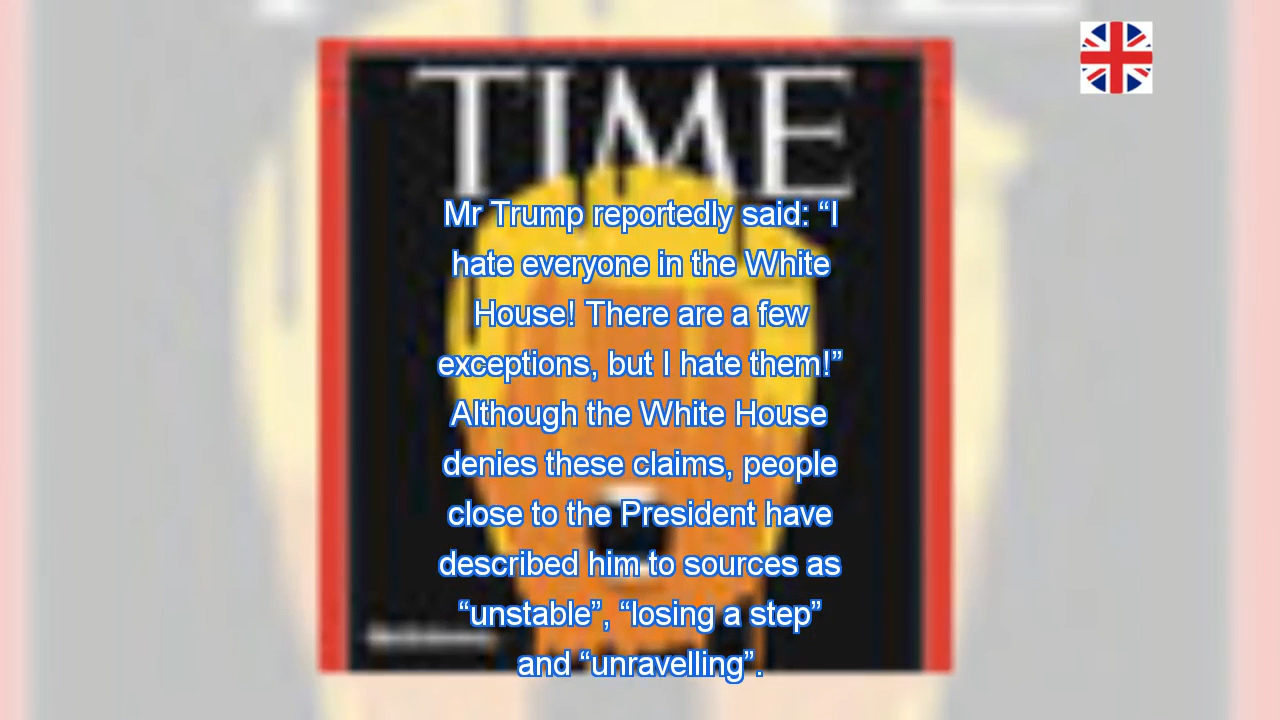 TIME
Mr Trump reportedly said: “I
hate everyone in the White
House! There are a few
exceptions, but I hate them!”
Although the White House
denies these claims, people
close to the President have
described him to sources as
“unstable”, “losing a step”
and “unravelling”.